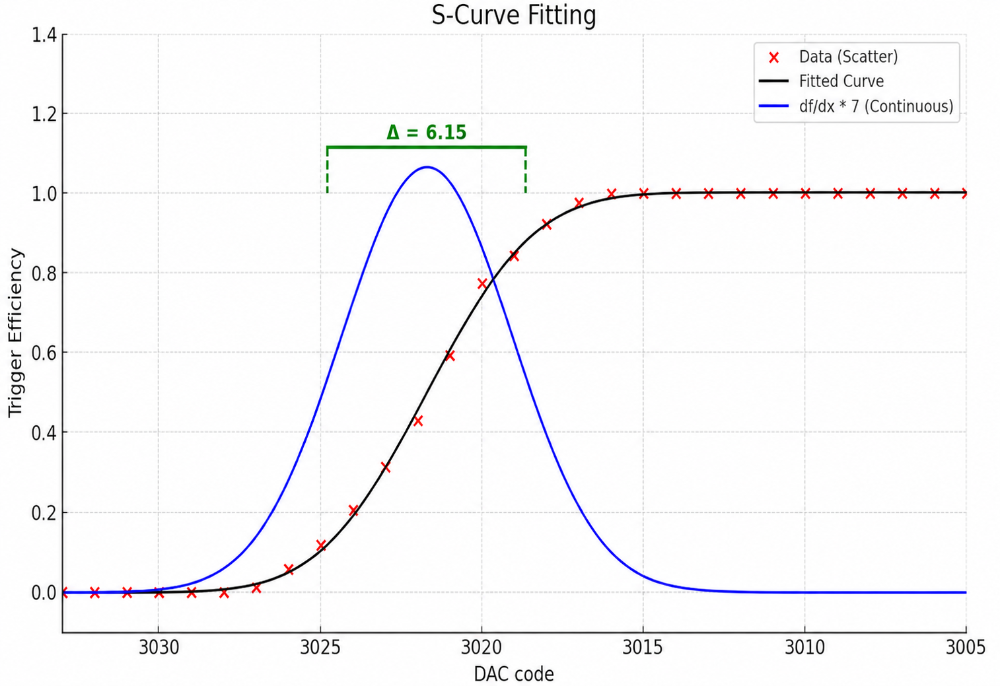 S-Curve Fitting
1.4
1.2
1.0
0.8
0.6
0.4
0.2
0.0
Trigger Efficiency
Data (Scatter)
Fitted Curve
df/dx * 7 (Continuous)
Δ = 6.15
3030
3025
3020
3015
3010
3005
DAC code